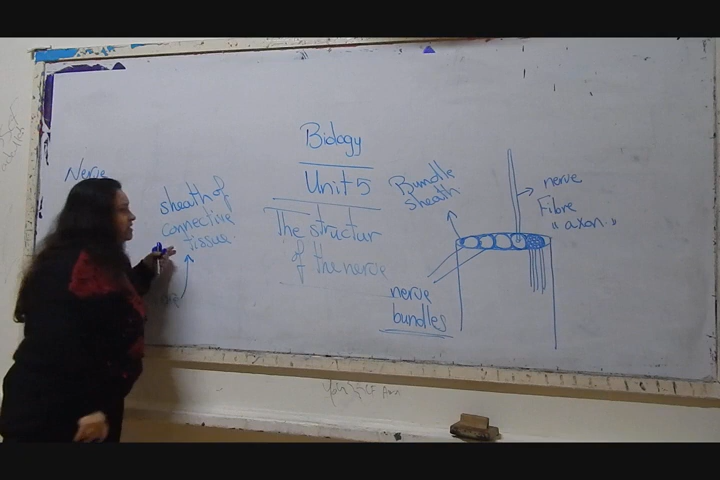 Biology
Unit 5
The structur
of the nerve
Nerve
sheath of
connective
tissue.
Bundle
sheath
nerve
Fibre
"axon"
nerve
bundles